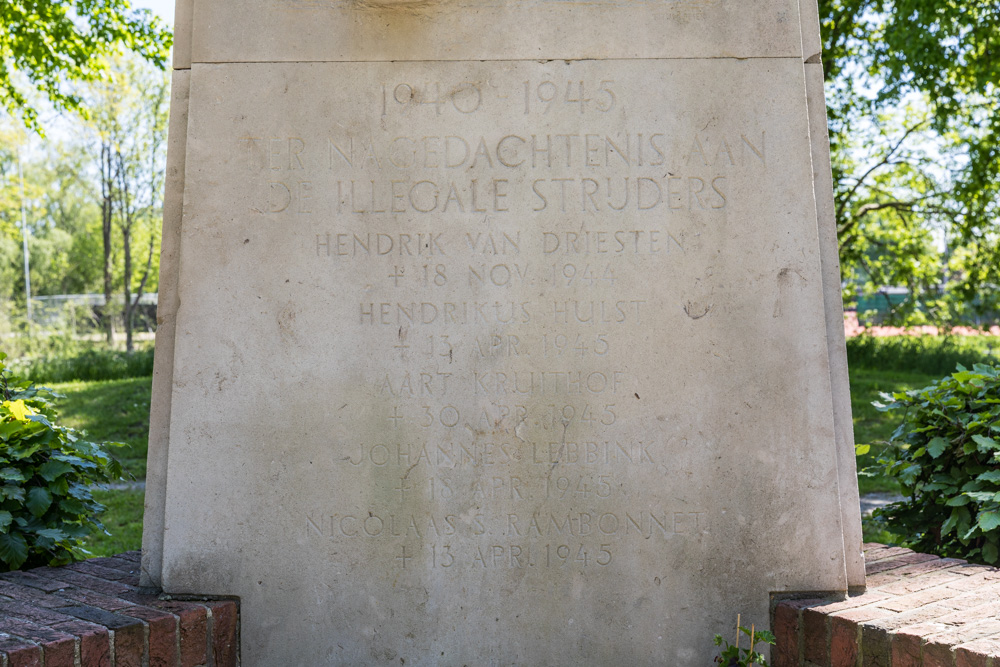 1940 1945
TER NAGEDACHTENIS AAN
DE ILLEGALE STRIJDERS
HENDRIK VAN DRIESTEN
+ 18 NOV. 1944
HENDRIKUS HULST
+ 13 APR. 1945
AART KRUITHOF
+ 30 APR. 1945
JOHANNES LEBBINK
+ 18 APR. 1945
NICOLAAS S. RAMBONNET
+ 13 APR. 1945